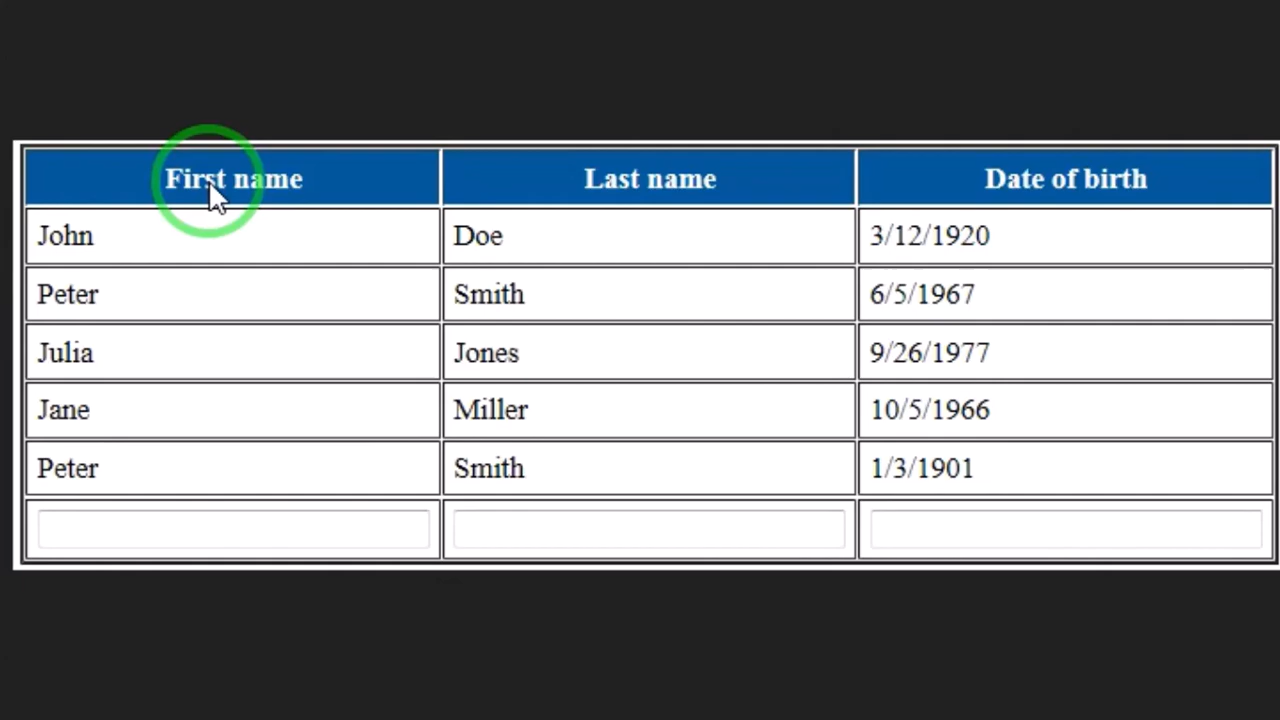 First name Last name Date of birth
John Doe 3/12/1920
Peter Smith 6/5/1967
Julia Jones 9/26/1977
Jane Miller 10/5/1966
Peter Smith 1/3/1901